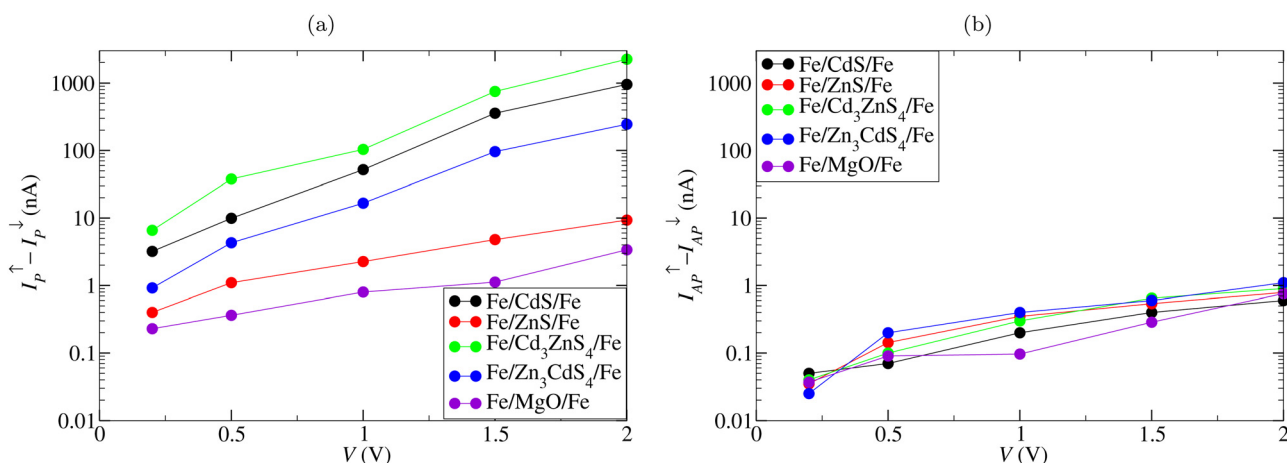 (a)
1000
100
10
1
0.1
0.01
0
0.5
1
1.5
2
V (V)
I_P^↑ − I_P^↓ (nA)
Fe/CdS/Fe
Fe/ZnS/Fe
Fe/Cd₃ZnS₄/Fe
Fe/Zn₃CdS₄/Fe
Fe/MgO/Fe
(b)
1000
100
10
1
0.1
0.01
0
0.5
1
1.5
2
V (V)
I_AP^↑ − I_AP^↓ (nA)
Fe/CdS/Fe
Fe/ZnS/Fe
Fe/Cd₃ZnS₄/Fe
Fe/Zn₃CdS₄/Fe
Fe/MgO/Fe